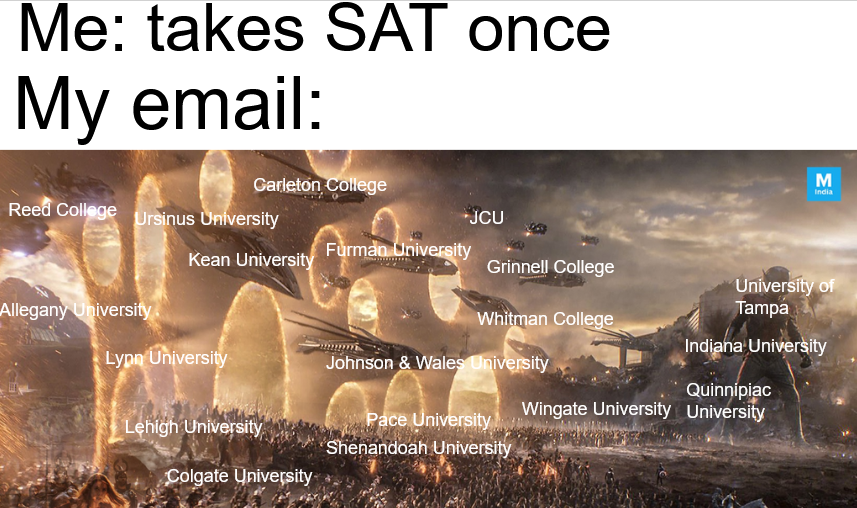 Me: takes SAT once
My email:
M
India
Carleton College
Reed College
Ursinus University
JCU
Kean University
Furman University
Grinnell College
University of
Tampa
Allegany University
Whitman College
Indiana University
Lynn University
Johnson & Wales University
Quinnipiac
University
Wingate University
Pace University
Lehigh University
Shenandoah University
Colgate University